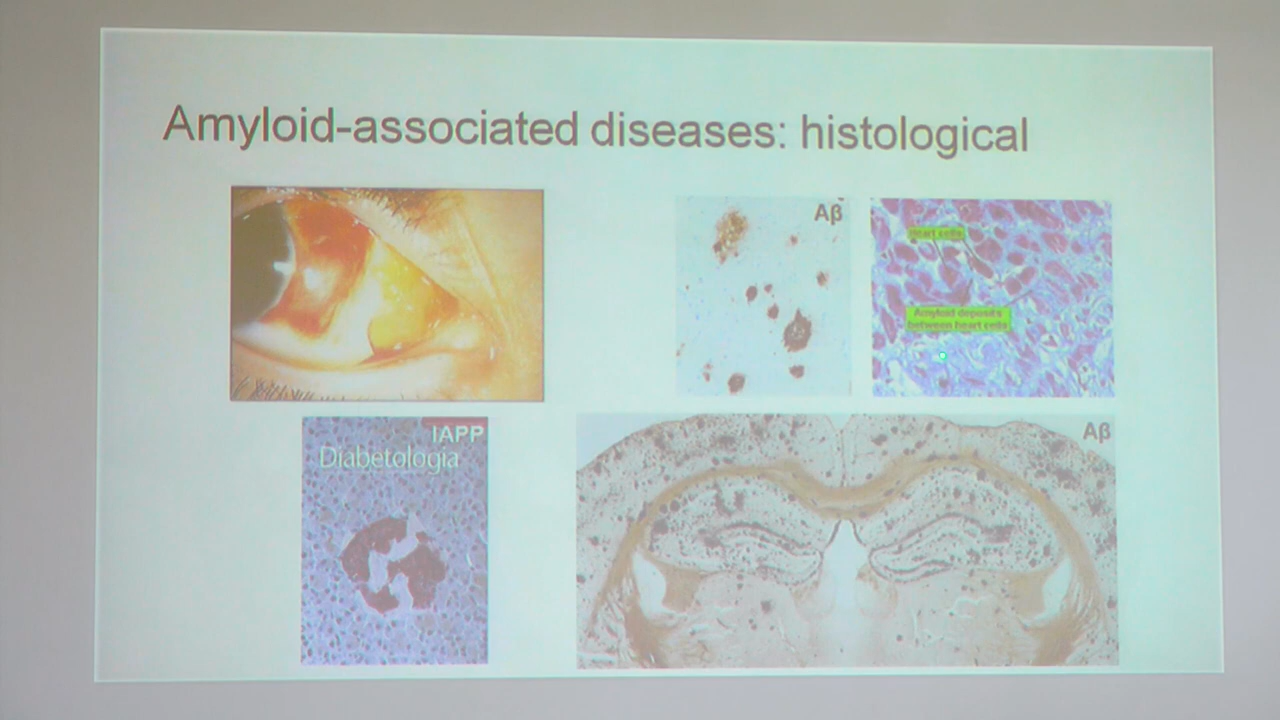 Amyloid-associated diseases: histological
Aβ
Heart cells
Amyloid deposits
between heart cells
IAPP
Diabetologia
Aβ